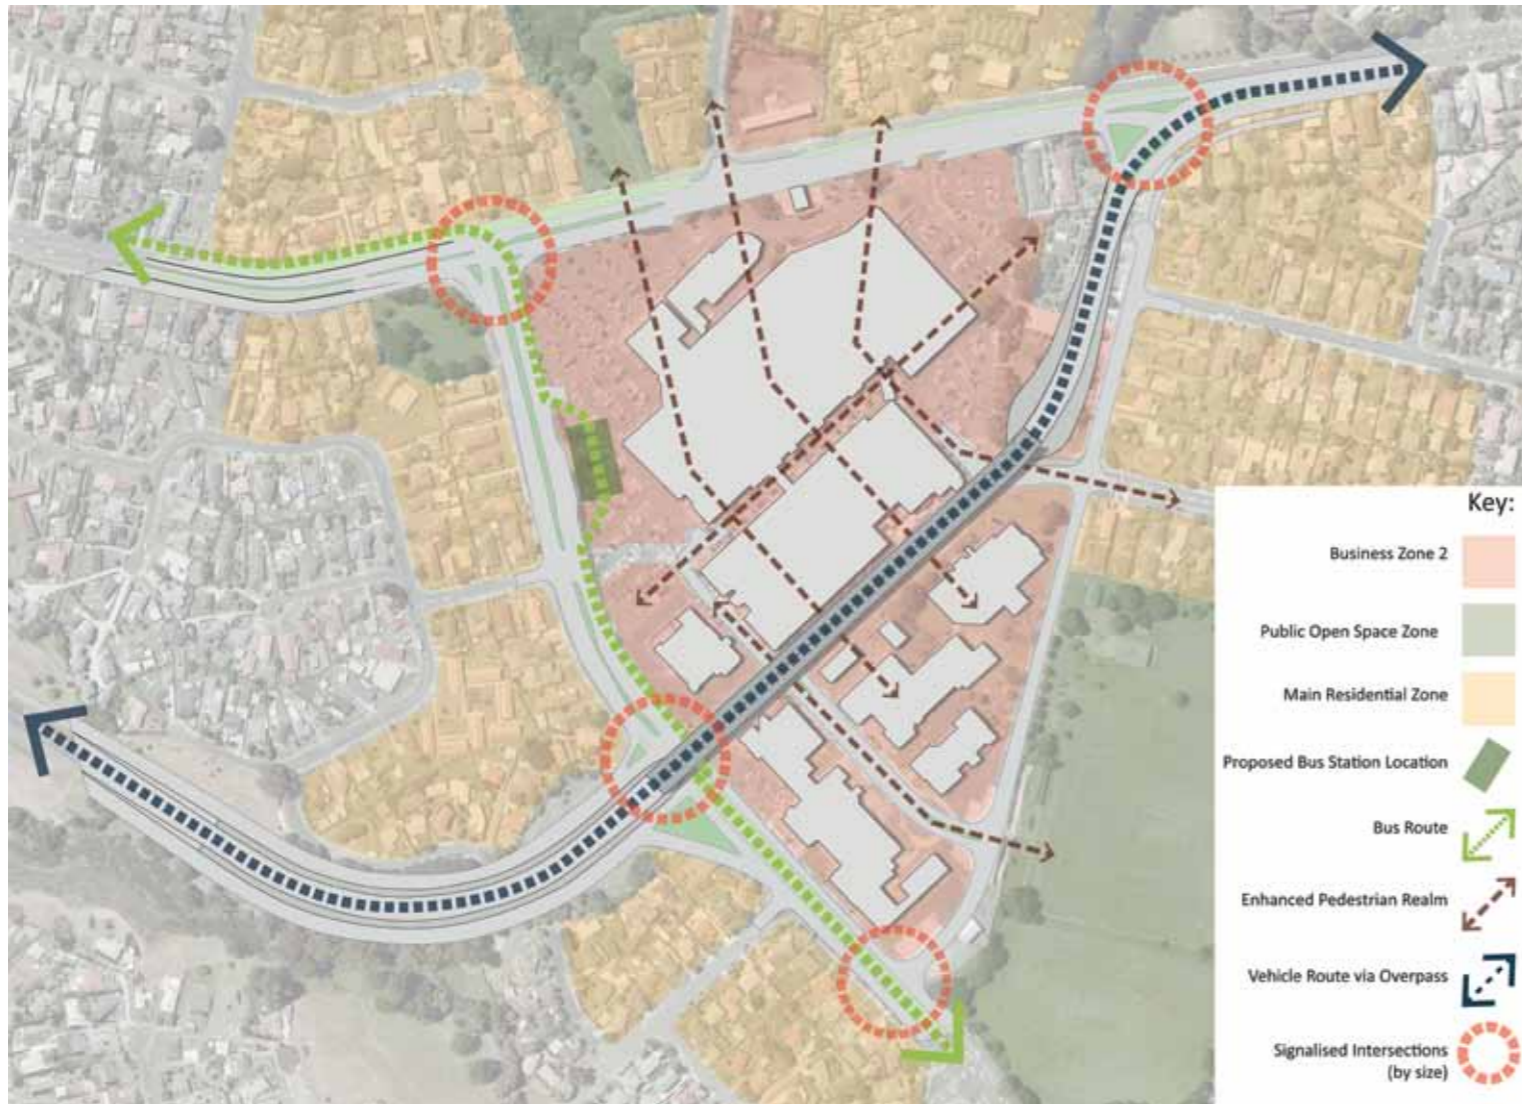 Key:
Business Zone 2
Public Open Space Zone
Main Residential Zone
Proposed Bus Station Location
Bus Route
Enhanced Pedestrian Realm
Vehicle Route via Overpass
Signalised Intersections
(by size)